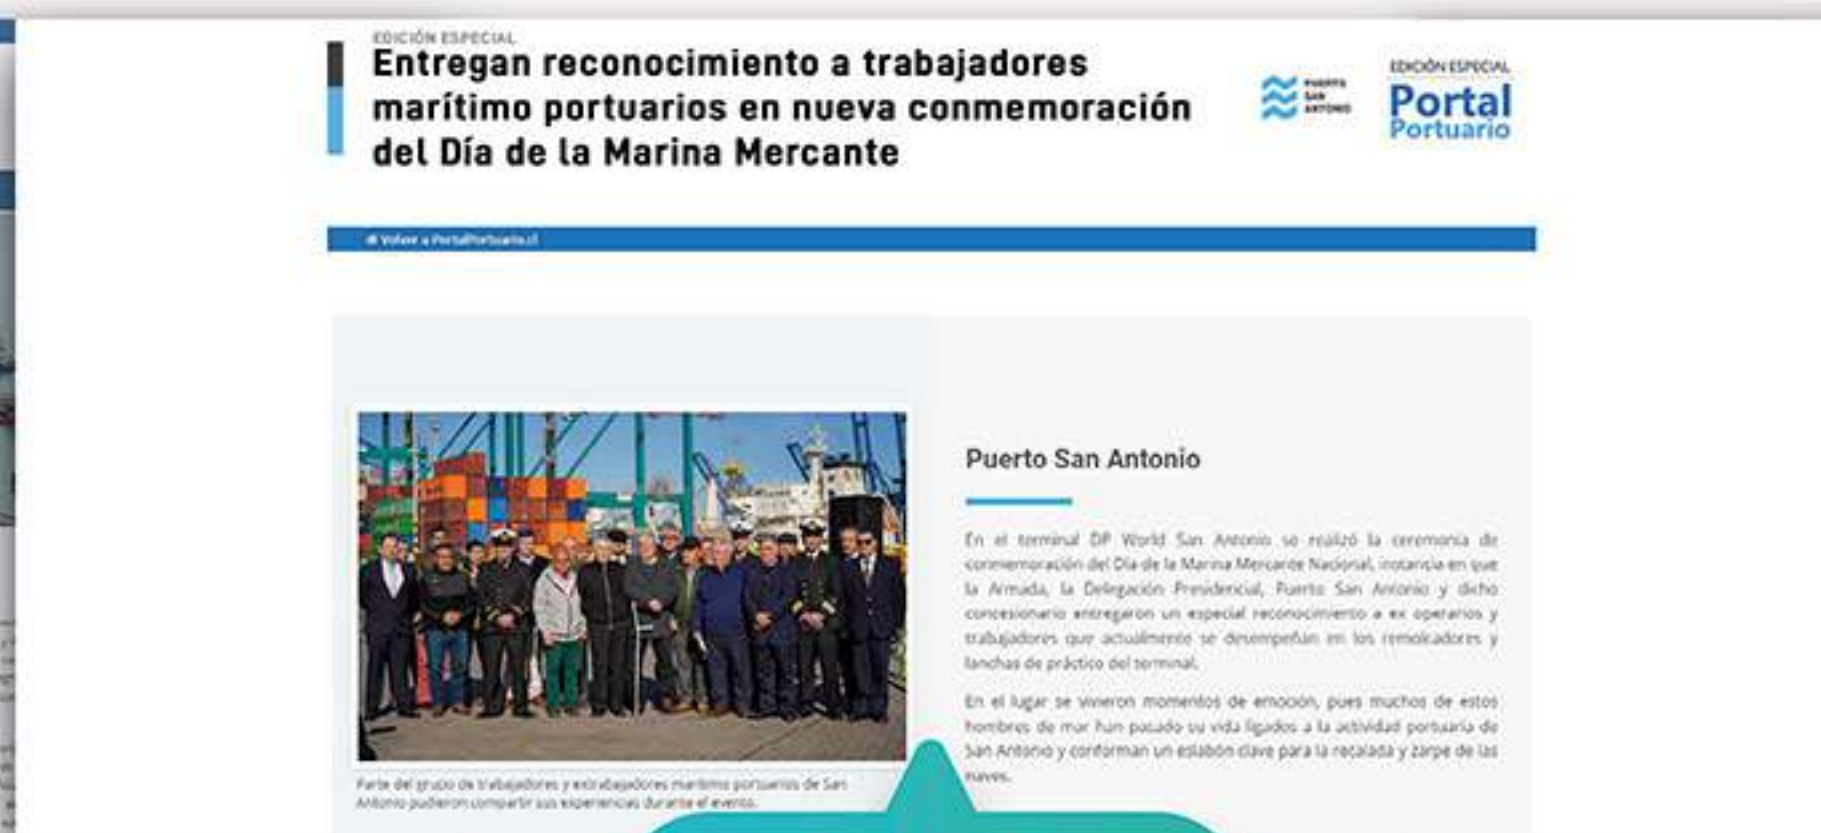 EDICIÓN ESPECIAL
Entregan reconocimiento a trabajadores
marítimo portuarios en nueva conmemoración
del Día de la Marina Mercante
PUERTO
SAN
ANTONIO
EDICIÓN ESPECIAL
Portal
Portuario
Volver a PortalPortuario.cl
Puerto San Antonio
En el terminal DP World San Antonio se realizó la ceremonia de
conmemoración del Día de la Marina Mercante Nacional, instancia en que
la Armada, la Delegación Presidencial, Puerto San Antonio y dicho
concesionario entregaron un especial reconocimiento a ex operarios y
trabajadores que actualmente se desempeñan en los remolcadores y
lanchas de práctico del terminal.
En el lugar se vivieron momentos de emoción, pues muchos de estos
hombres de mar han pasado su vida ligados a la actividad portuaria de
San Antonio y conforman un eslabón clave para la recalada y zarpe de las
naves.
Parte del grupo de trabajadores y extrabajadores marítimo portuarios de San
Antonio pudieron compartir sus experiencias durante el evento.